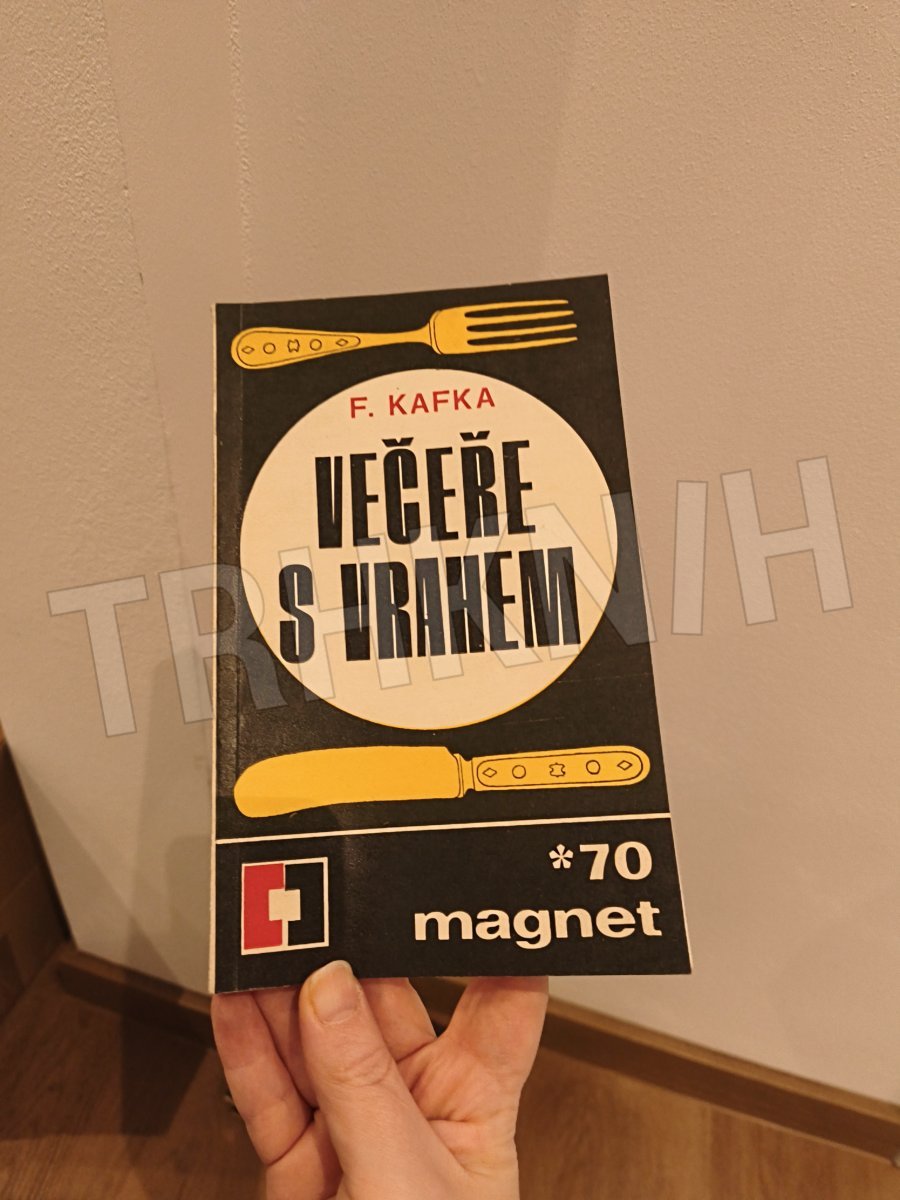 F. KAFKA
VEČEŘE
S VRAHEM
TRHKNIH
*70
magnet